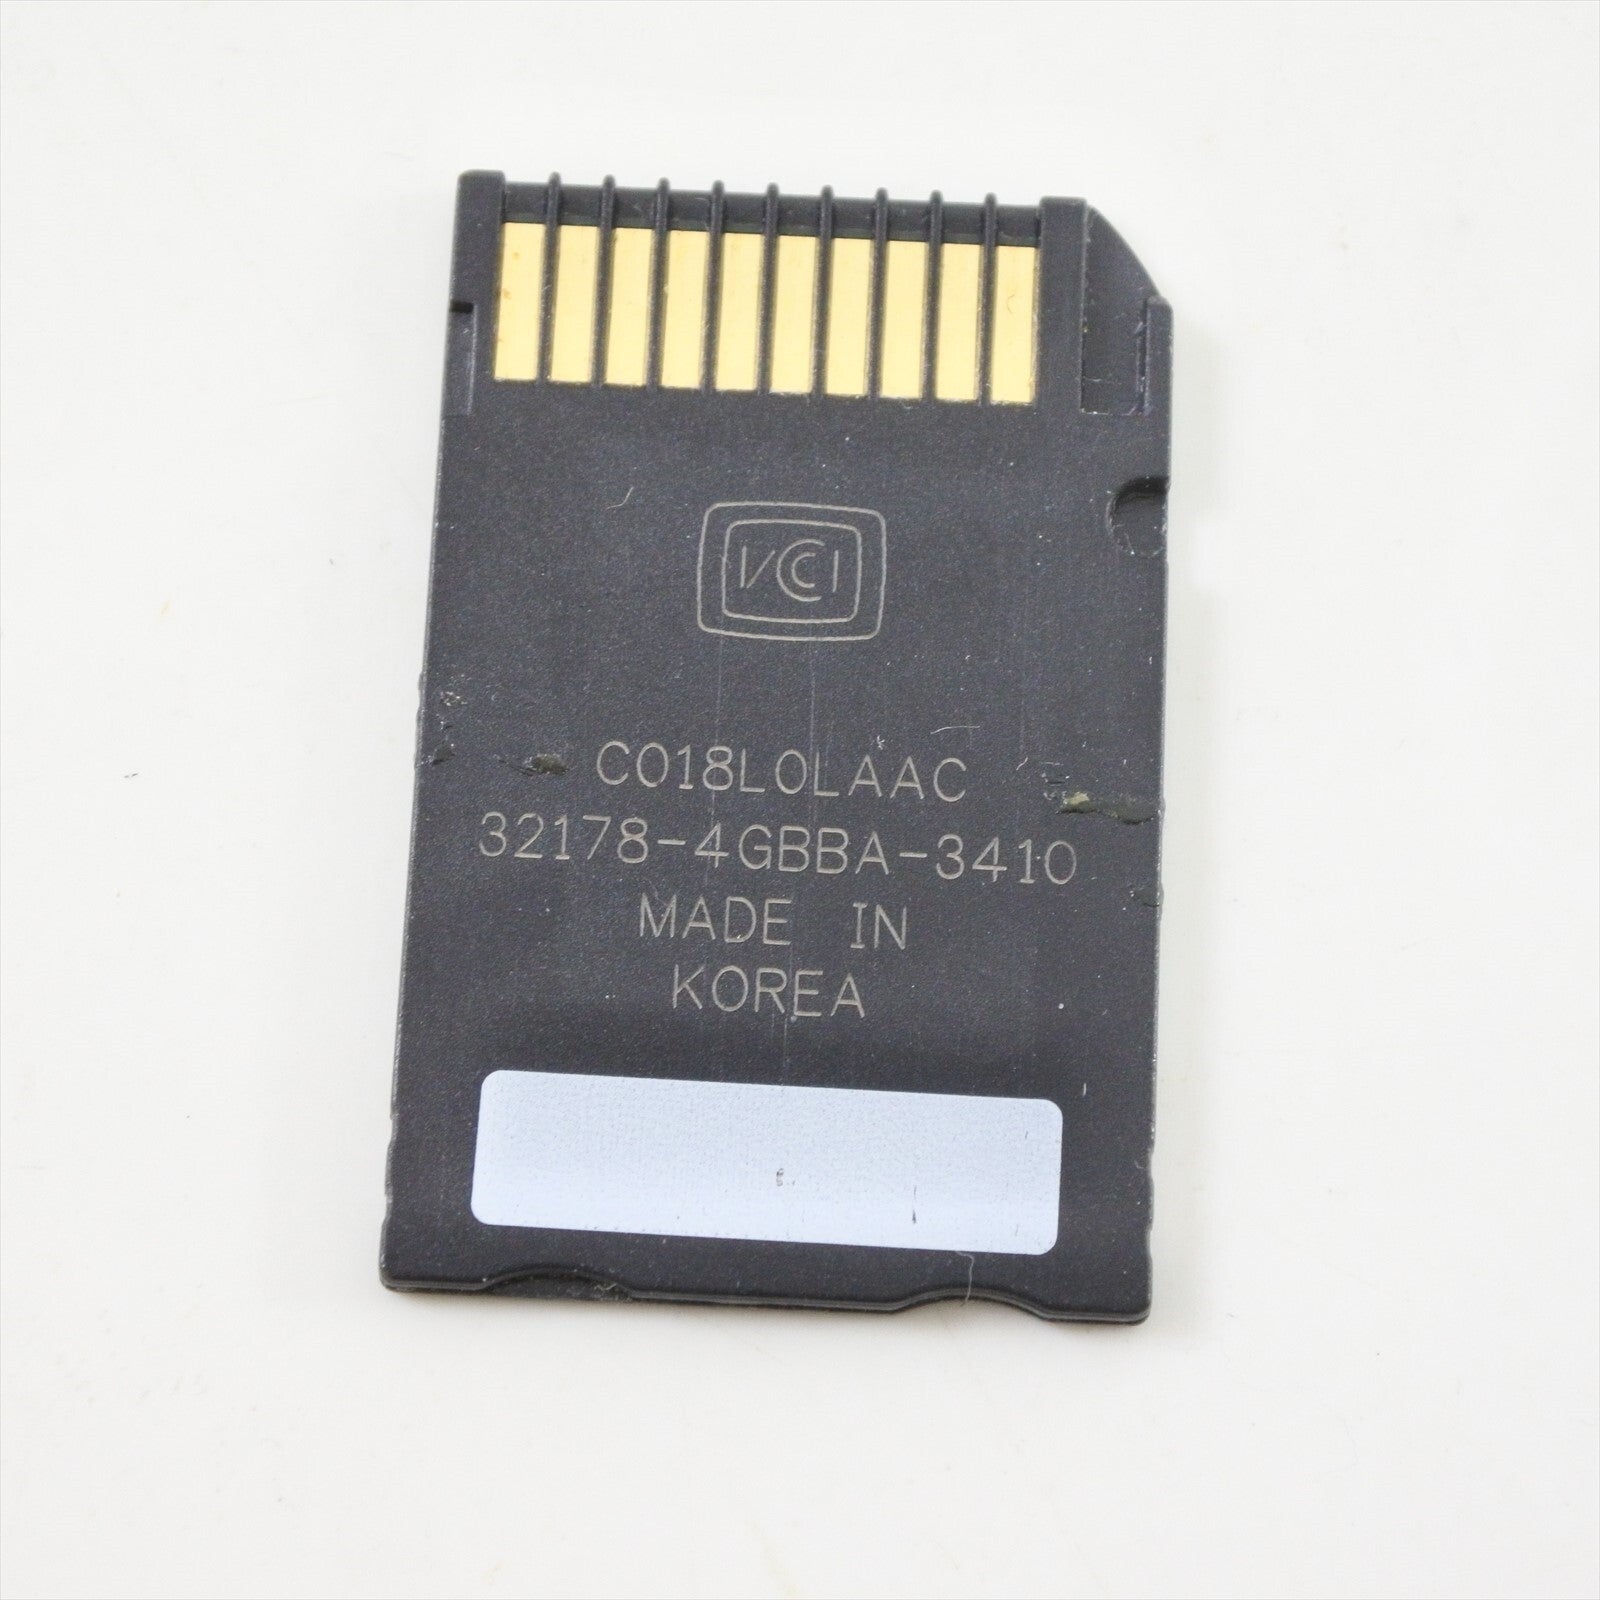 VCCI
C018L0LAAC
32178-4GBBA-3410
MADE IN
KOREA